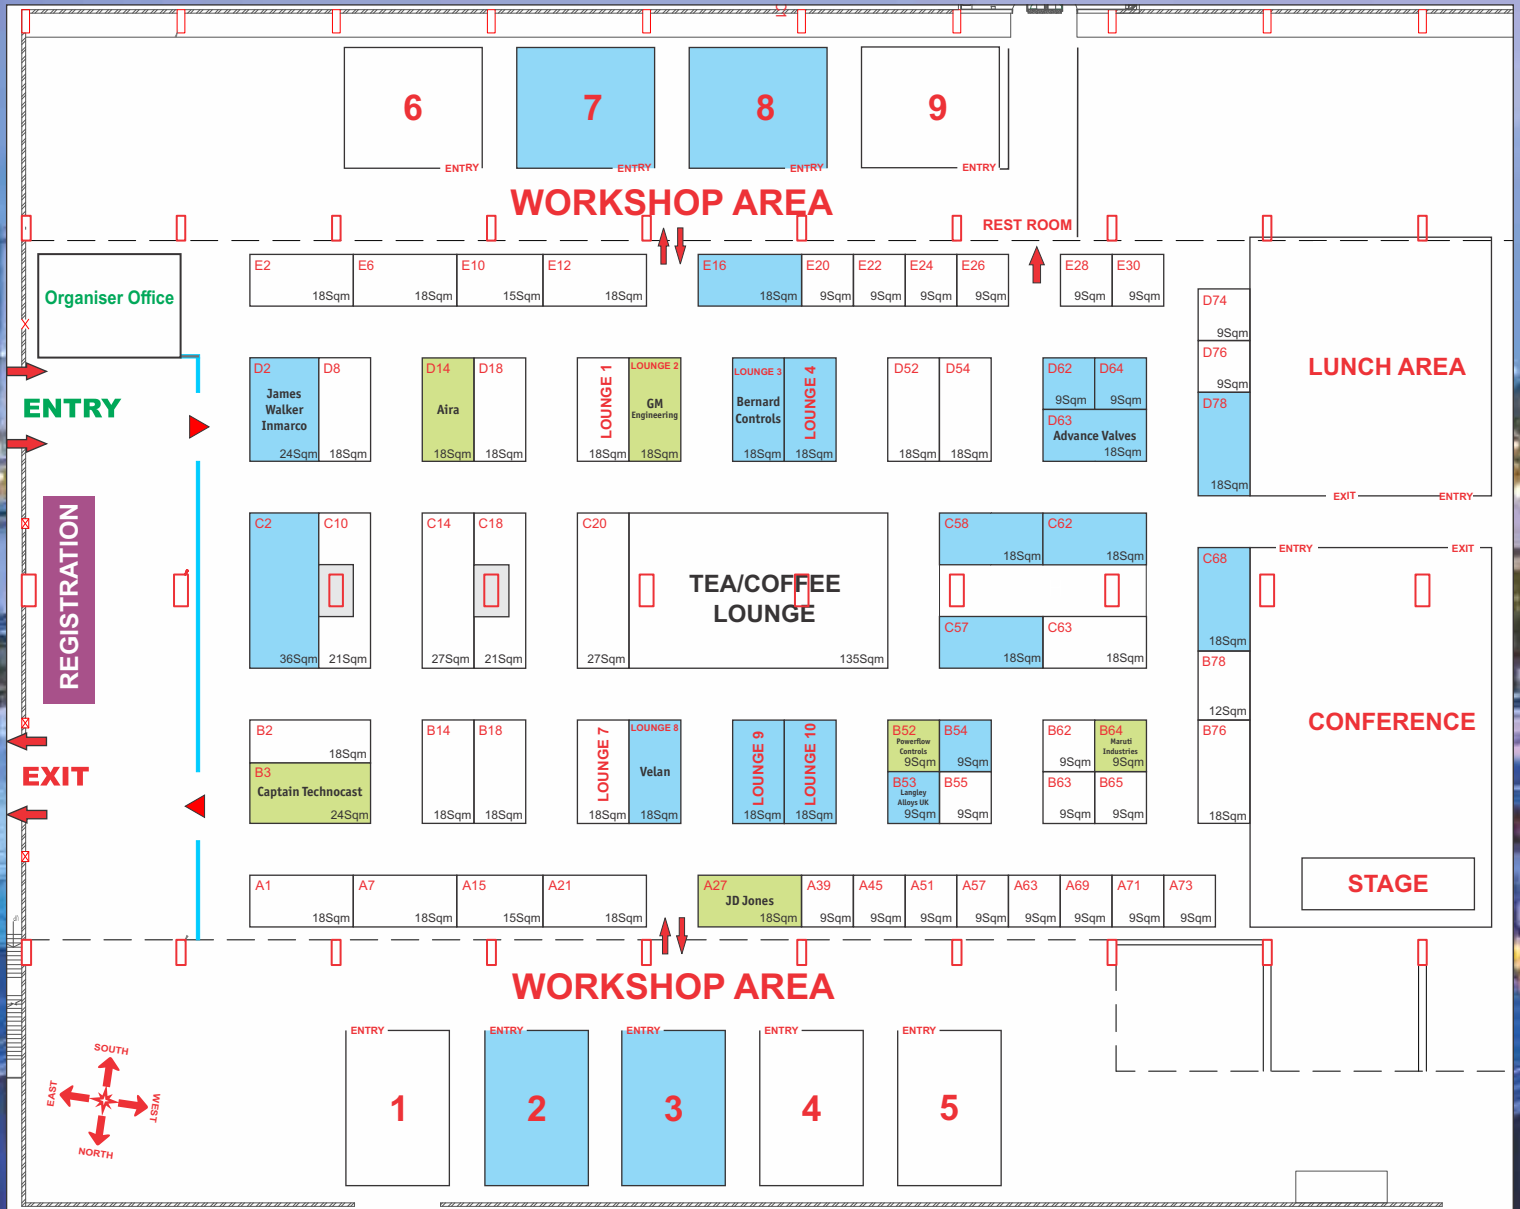 6
7
8
9
ENTRY
ENTRY
ENTRY
ENTRY
WORKSHOP AREA
REST ROOM
Organiser Office
E2
18Sqm
E6
18Sqm
E10
15Sqm
E12
18Sqm
E16
18Sqm
E20
9Sqm
E22
9Sqm
E24
9Sqm
E26
9Sqm
E28
9Sqm
E30
9Sqm
D74
9Sqm
D76
9Sqm
D78
18Sqm
LUNCH AREA
EXIT
ENTRY
ENTRY
D2
James
Walker
Inmarco
24Sqm
D8
18Sqm
D14
Aira
18Sqm
D18
18Sqm
LOUNGE 1
18Sqm
LOUNGE 2
GM
Engineering
18Sqm
LOUNGE 3
Bernard
Controls
18Sqm
LOUNGE 4
18Sqm
D52
18Sqm
D54
18Sqm
D62
9Sqm
D64
9Sqm
D63
Advance Valves
18Sqm
REGISTRATION
C2
36Sqm
C10
21Sqm
C14
27Sqm
C18
21Sqm
C20
27Sqm
TEA/COFFEE
LOUNGE
135Sqm
C58
18Sqm
C62
18Sqm
C57
18Sqm
C63
18Sqm
C68
18Sqm
B78
12Sqm
B76
18Sqm
ENTRY
EXIT
CONFERENCE
STAGE
EXIT
B2
18Sqm
B3
Captain Technocast
24Sqm
B14
18Sqm
B18
18Sqm
LOUNGE 7
18Sqm
LOUNGE 8
Velan
18Sqm
LOUNGE 9
18Sqm
LOUNGE 10
18Sqm
B52
Powerflow
Controls
9Sqm
B54
9Sqm
B53
Langley
Alloys UK
9Sqm
B55
9Sqm
B62
9Sqm
B64
Maruti
Industries
9Sqm
B63
9Sqm
B65
9Sqm
A1
18Sqm
A7
18Sqm
A15
15Sqm
A21
18Sqm
A27
JD Jones
18Sqm
A39
9Sqm
A45
9Sqm
A51
9Sqm
A57
9Sqm
A63
9Sqm
A69
9Sqm
A71
9Sqm
A73
9Sqm
WORKSHOP AREA
ENTRY
ENTRY
ENTRY
ENTRY
ENTRY
1
2
3
4
5
SOUTH
EAST
WEST
NORTH